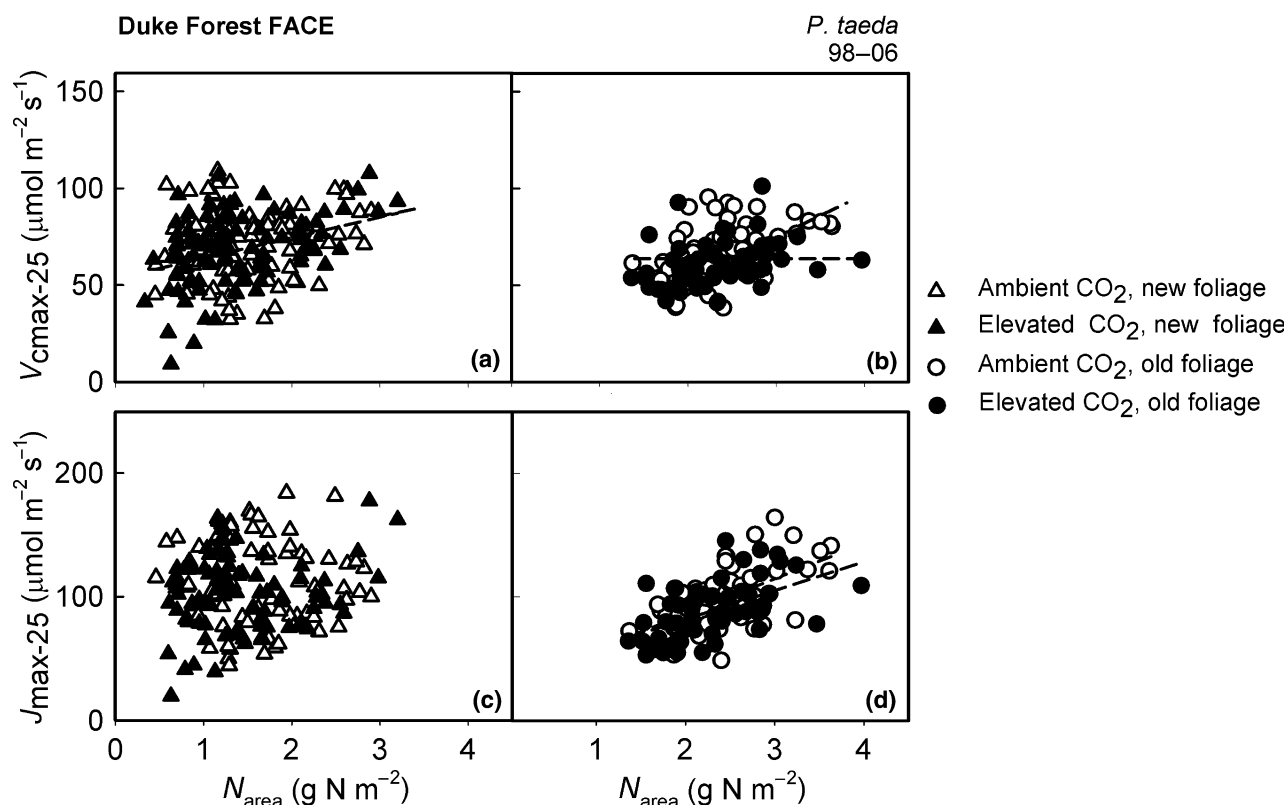 Duke Forest FACE
P. taeda
98–06
Vcmax-25 (μmol m−2 s−1)
150
100
50
0
(a)
(b)
Ambient CO2, new foliage
Elevated CO2, new foliage
Ambient CO2, old foliage
Elevated CO2, old foliage
Jmax-25 (μmol m−2 s−1)
200
100
0
(c)
(d)
0 1 2 3 4
1 2 3 4
Narea (g N m−2)
Narea (g N m−2)